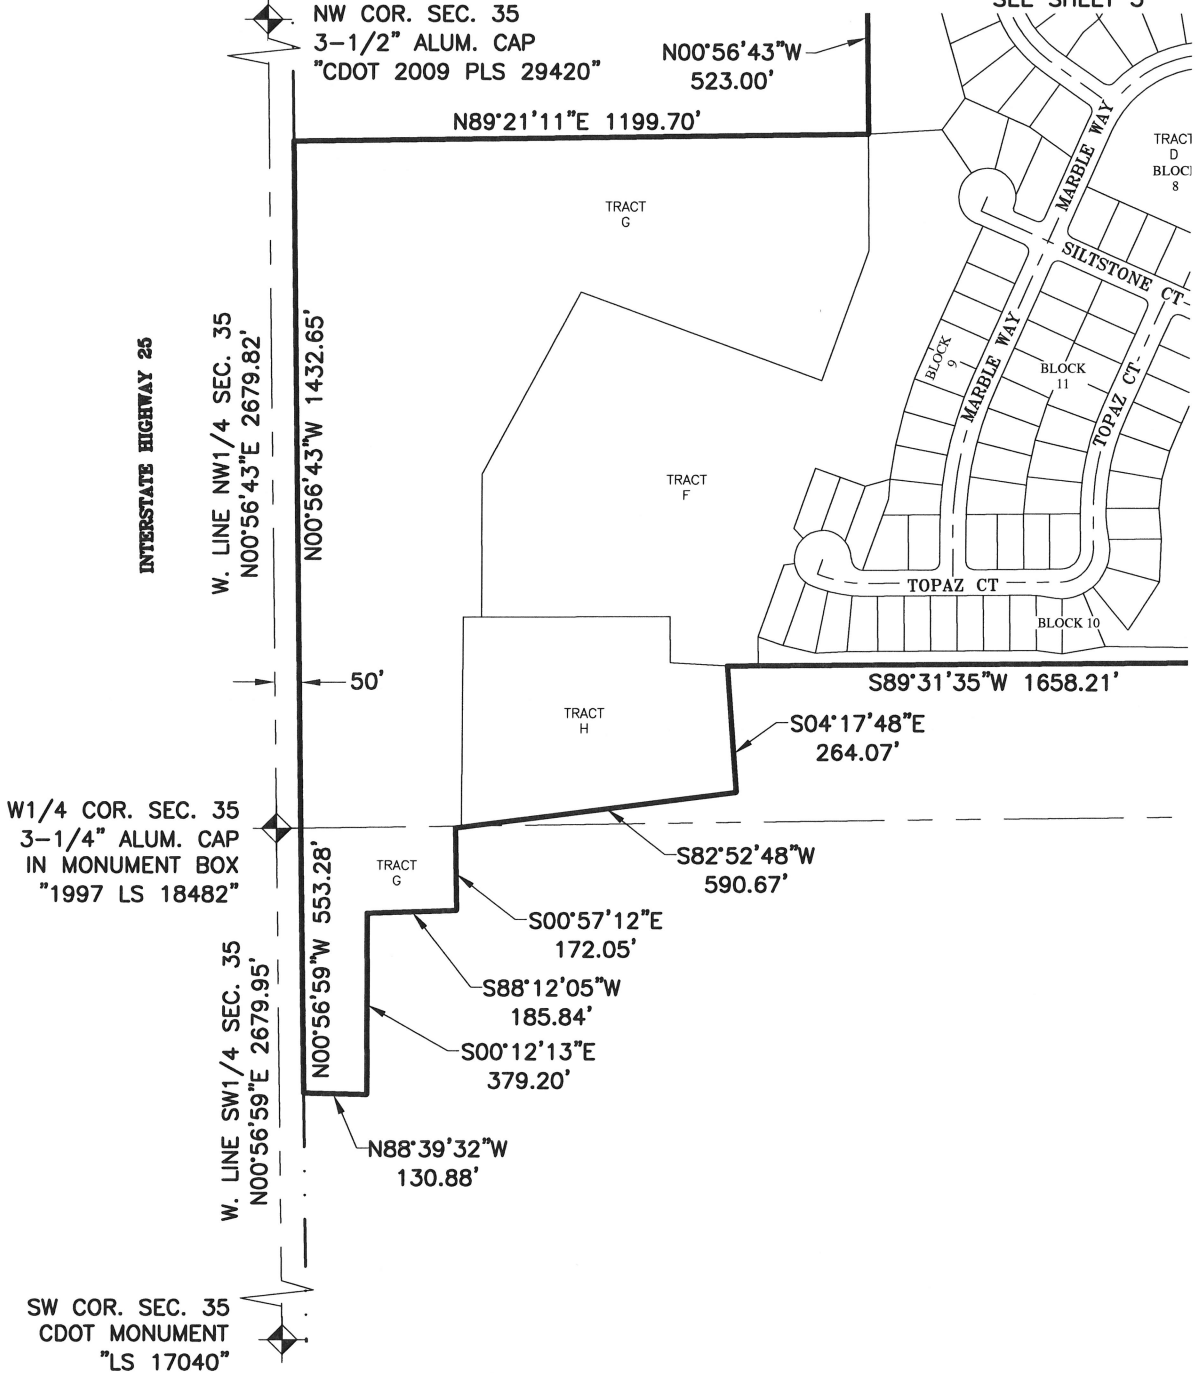 SEE SHEET 3
NW COR. SEC. 35
3-1/2" ALUM. CAP
"CDOT 2009 PLS 29420"
N00°56'43"W
523.00'
N89°21'11"E 1199.70'
TRACT
G
MARBLE WAY
TRACT
D
BLOCK
8
SILTSTONE CT
INTERSTATE HIGHWAY 25
W. LINE NW1/4 SEC. 35
N00°56'43"E 2679.82'
N00°56'43"W 1432.65'
BLOCK
9
MARBLE WAY
BLOCK
11
TOPAZ CT
TRACT
F
TOPAZ CT
BLOCK 10
50'
S89°31'35"W 1658.21'
TRACT
H
S04°17'48"E
264.07'
W1/4 COR. SEC. 35
3-1/4" ALUM. CAP
IN MONUMENT BOX
"1997 LS 18482"
S82°52'48"W
590.67'
TRACT
G
N00°56'59"W 553.28'
S00°57'12"E
172.05'
S88°12'05"W
185.84'
W. LINE SW1/4 SEC. 35
N00°56'59"E 2679.95'
S00°12'13"E
379.20'
N88°39'32"W
130.88'
SW COR. SEC. 35
CDOT MONUMENT
"LS 17040"